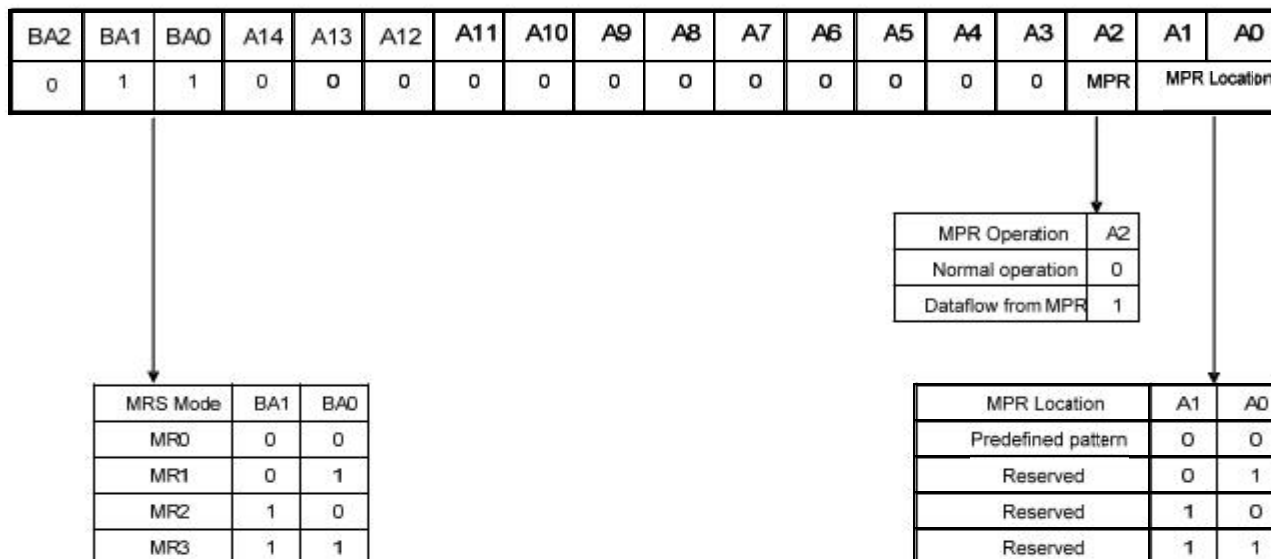 BA2 BA1 BA0 A14 A13 A12 A11 A10 A9 A8 A7 A6 A5 A4 A3 A2 A1 A0
0 1 1 0 0 0 0 0 0 0 0 0 0 0 0 MPR MPR Location
MPR Operation A2
Normal operation 0
Dataflow from MPR 1
MRS Mode BA1 BA0
MR0 0 0
MR1 0 1
MR2 1 0
MR3 1 1
MPR Location A1 A0
Predefined pattern 0 0
Reserved 0 1
Reserved 1 0
Reserved 1 1